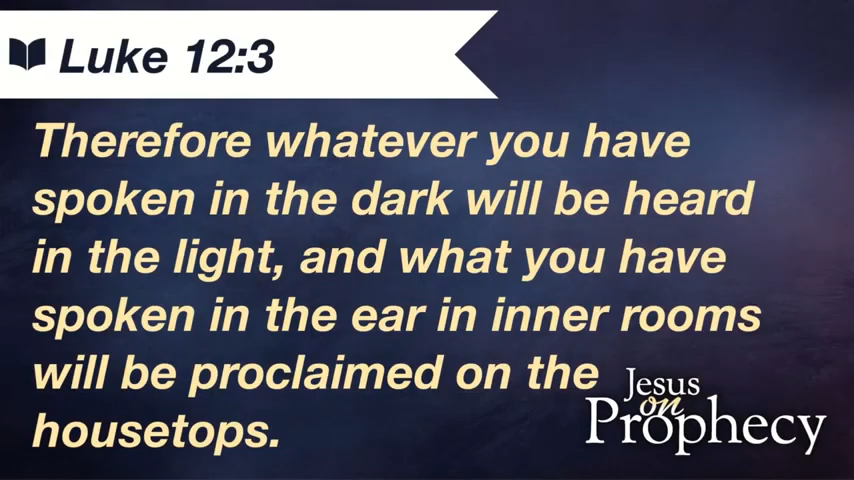 Luke 12:3
Therefore whatever you have
spoken in the dark will be heard
in the light, and what you have
spoken in the ear in inner rooms
will be proclaimed on the
housetops.
Jesus
on
Prophecy